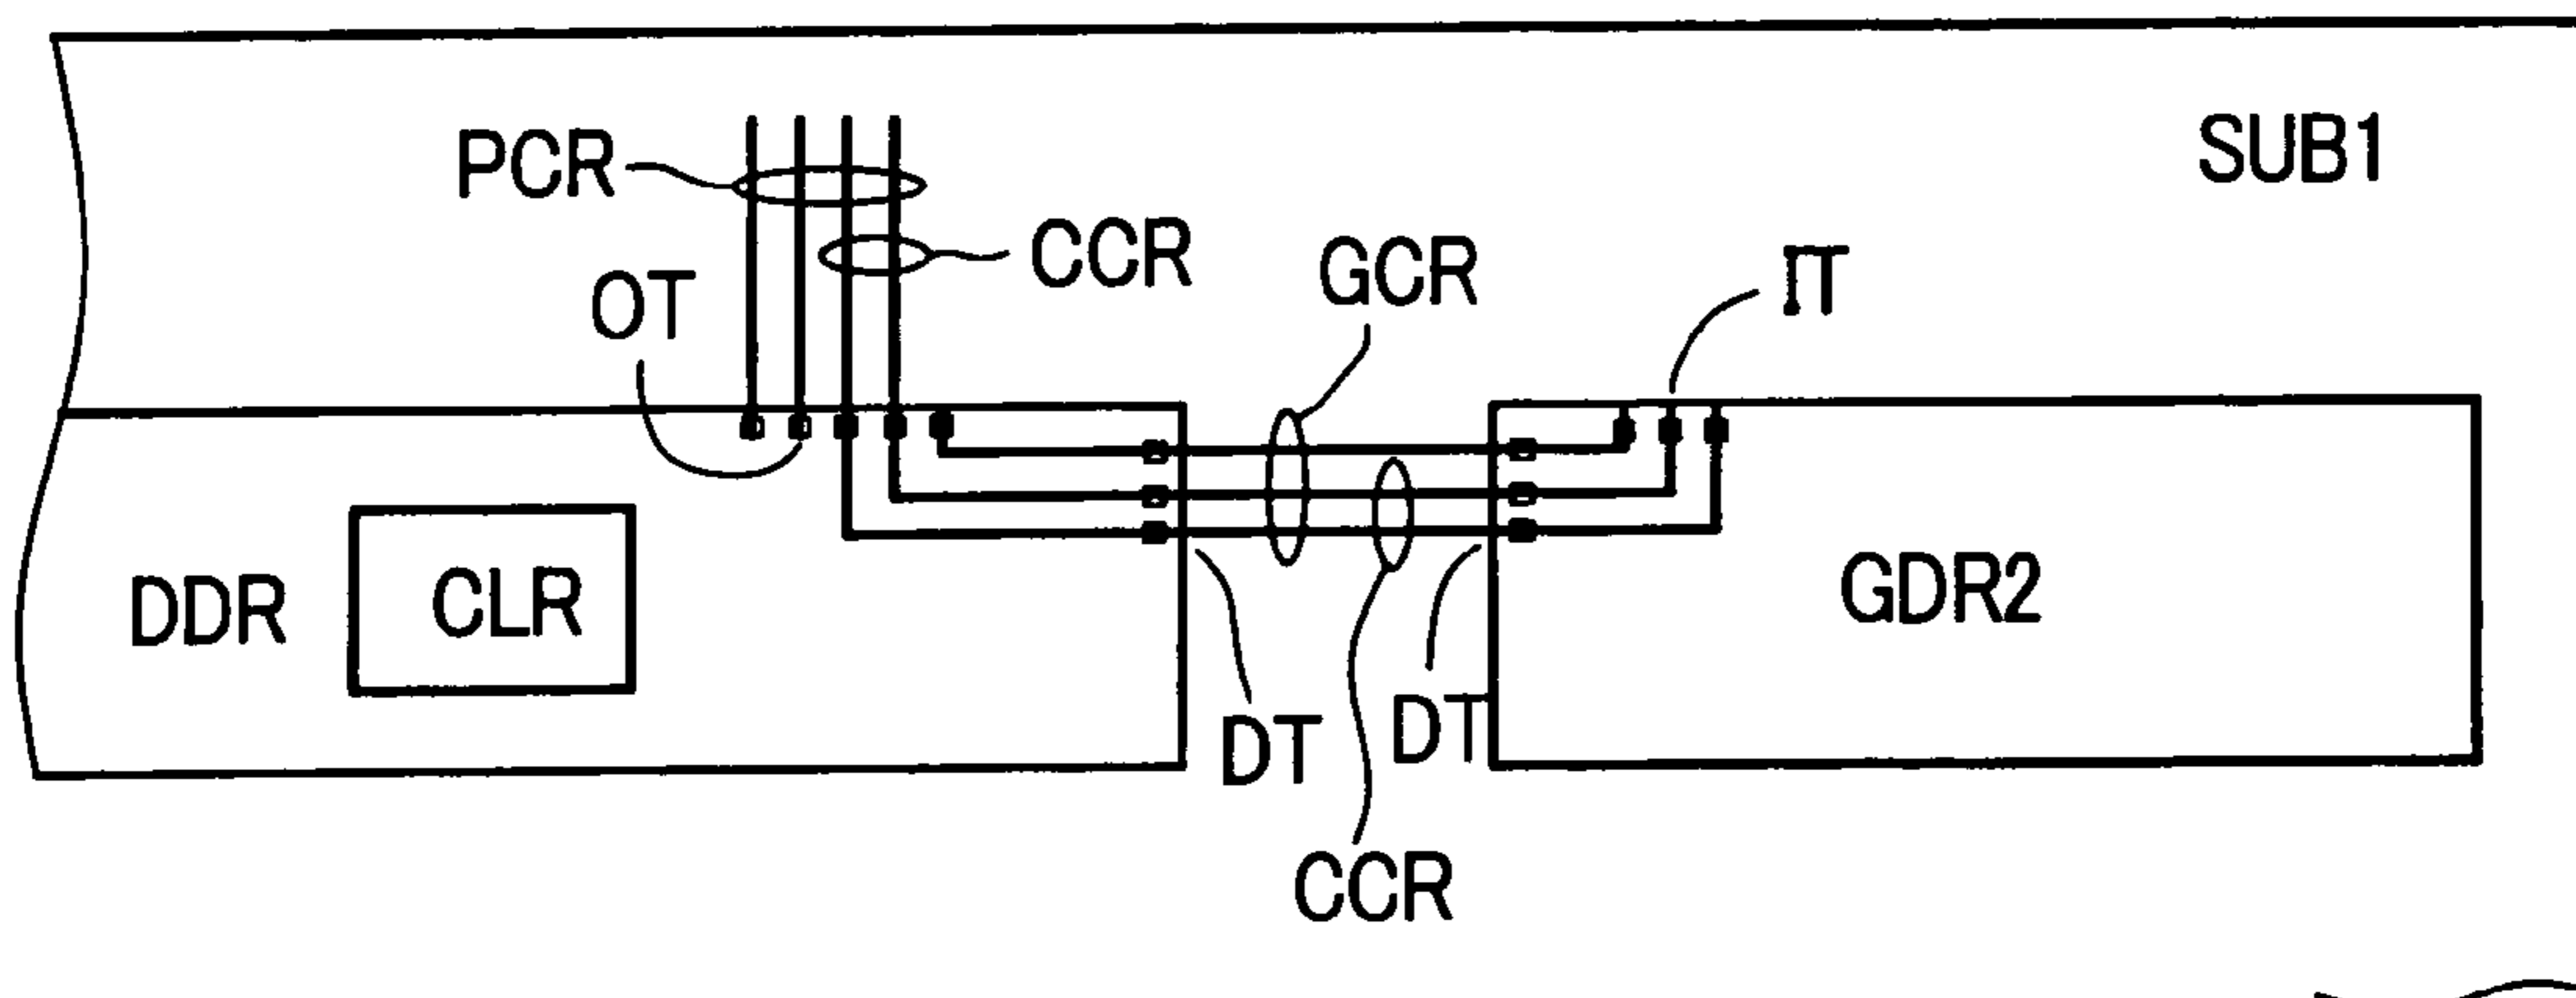 SUB1
PCR
CCR
GCR
IT
OT
DDR
CLR
GDR2
DT
DT
CCR